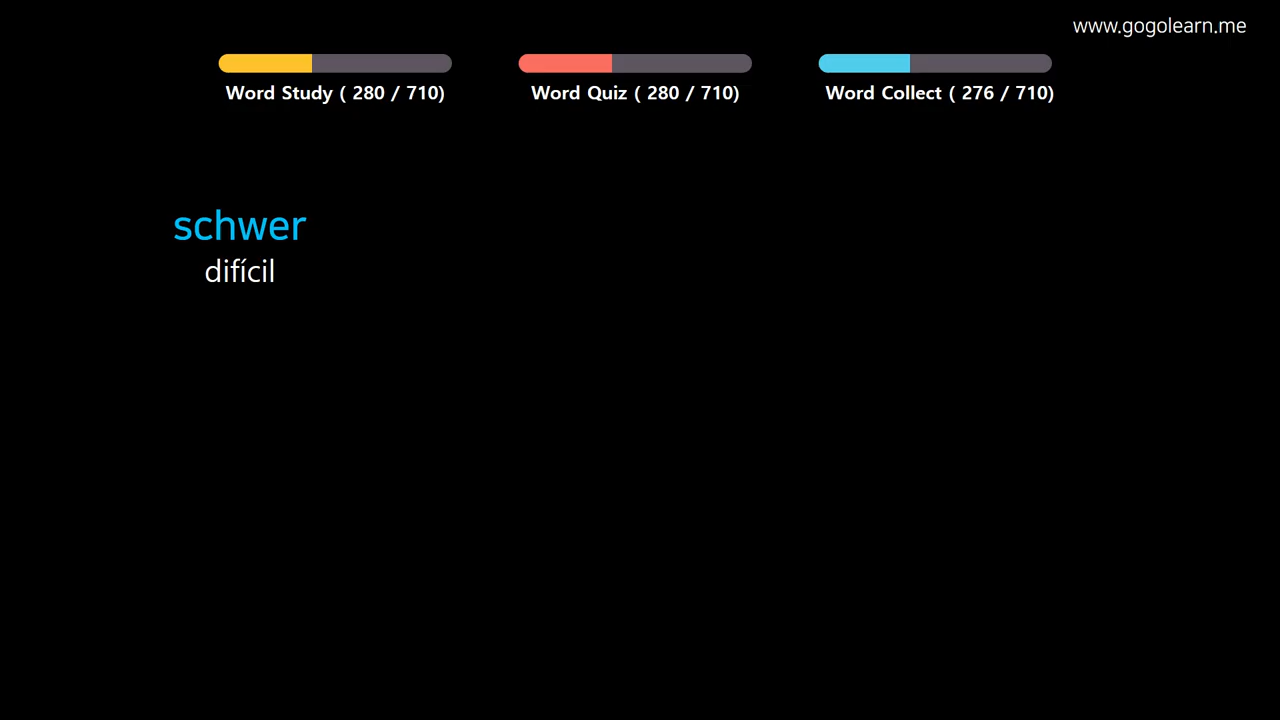 www.gogolearn.me
Word Study ( 280 / 710)
Word Quiz ( 280 / 710)
Word Collect ( 276 / 710)
schwer
difícil